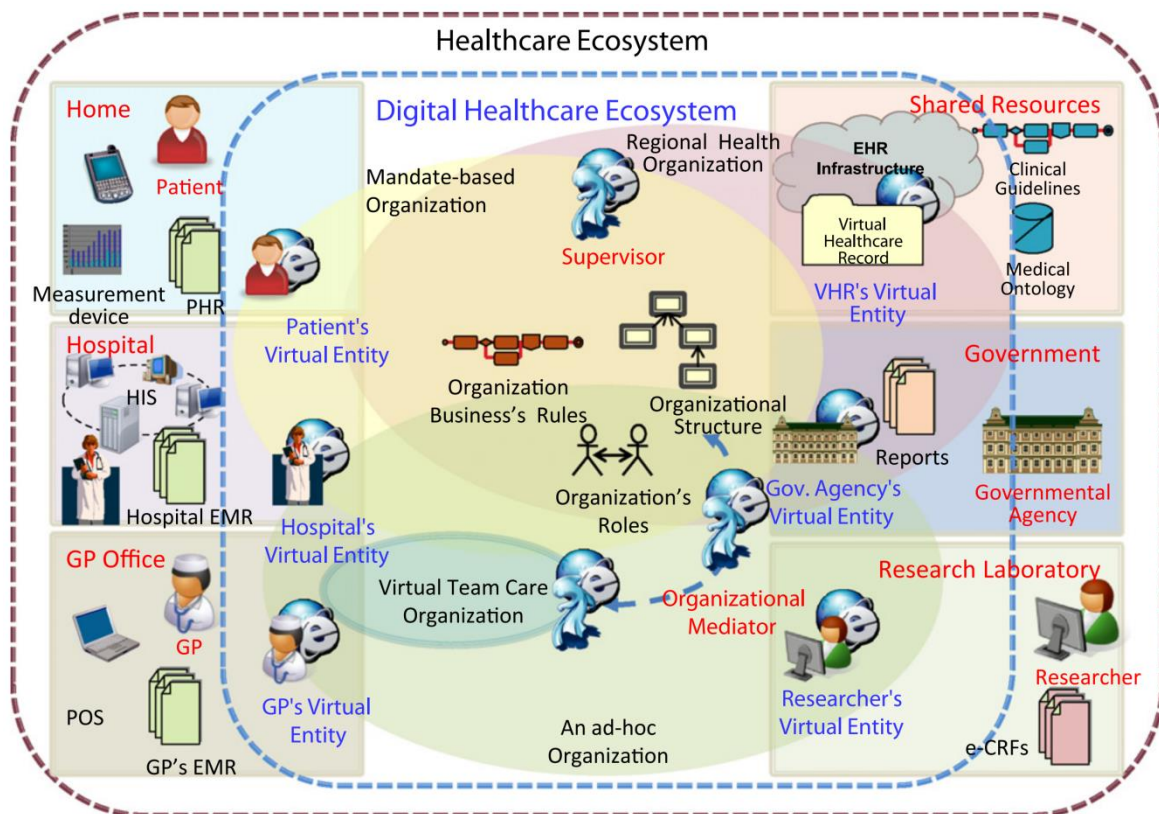 Healthcare Ecosystem
Home
Patient
Measurement
device
PHR
Digital Healthcare Ecosystem
Mandate-based
Organization
Regional Health
Organization
Supervisor
Shared Resources
EHR
Infrastructure
Clinical
Guidelines
Virtual
Healthcare
Record
Medical
Ontology
VHR's Virtual
Entity
Patient's
Virtual Entity
Hospital
HIS
Hospital EMR
Hospital's
Virtual Entity
Organization
Business's Rules
Organizational
Structure
Organization's
Roles
Government
Reports
Gov. Agency's
Virtual Entity
Governmental
Agency
GP Office
GP
POS
GP's EMR
GP's Virtual
Entity
Virtual Team Care
Organization
Organizational
Mediator
An ad-hoc
Organization
Research Laboratory
Researcher
Researcher's
Virtual Entity
e-CRFs